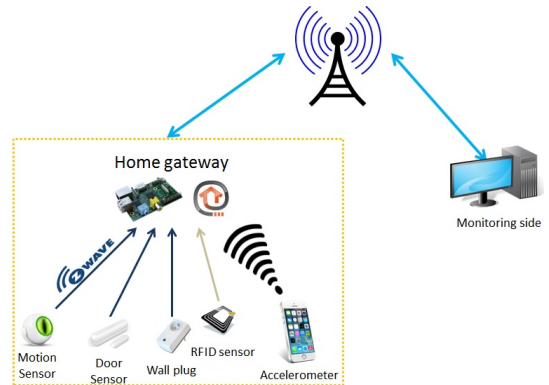 Home gateway
Monitoring side
Z WAVE
Motion
Sensor
Door
Sensor
Wall plug
RFID sensor
Accelerometer